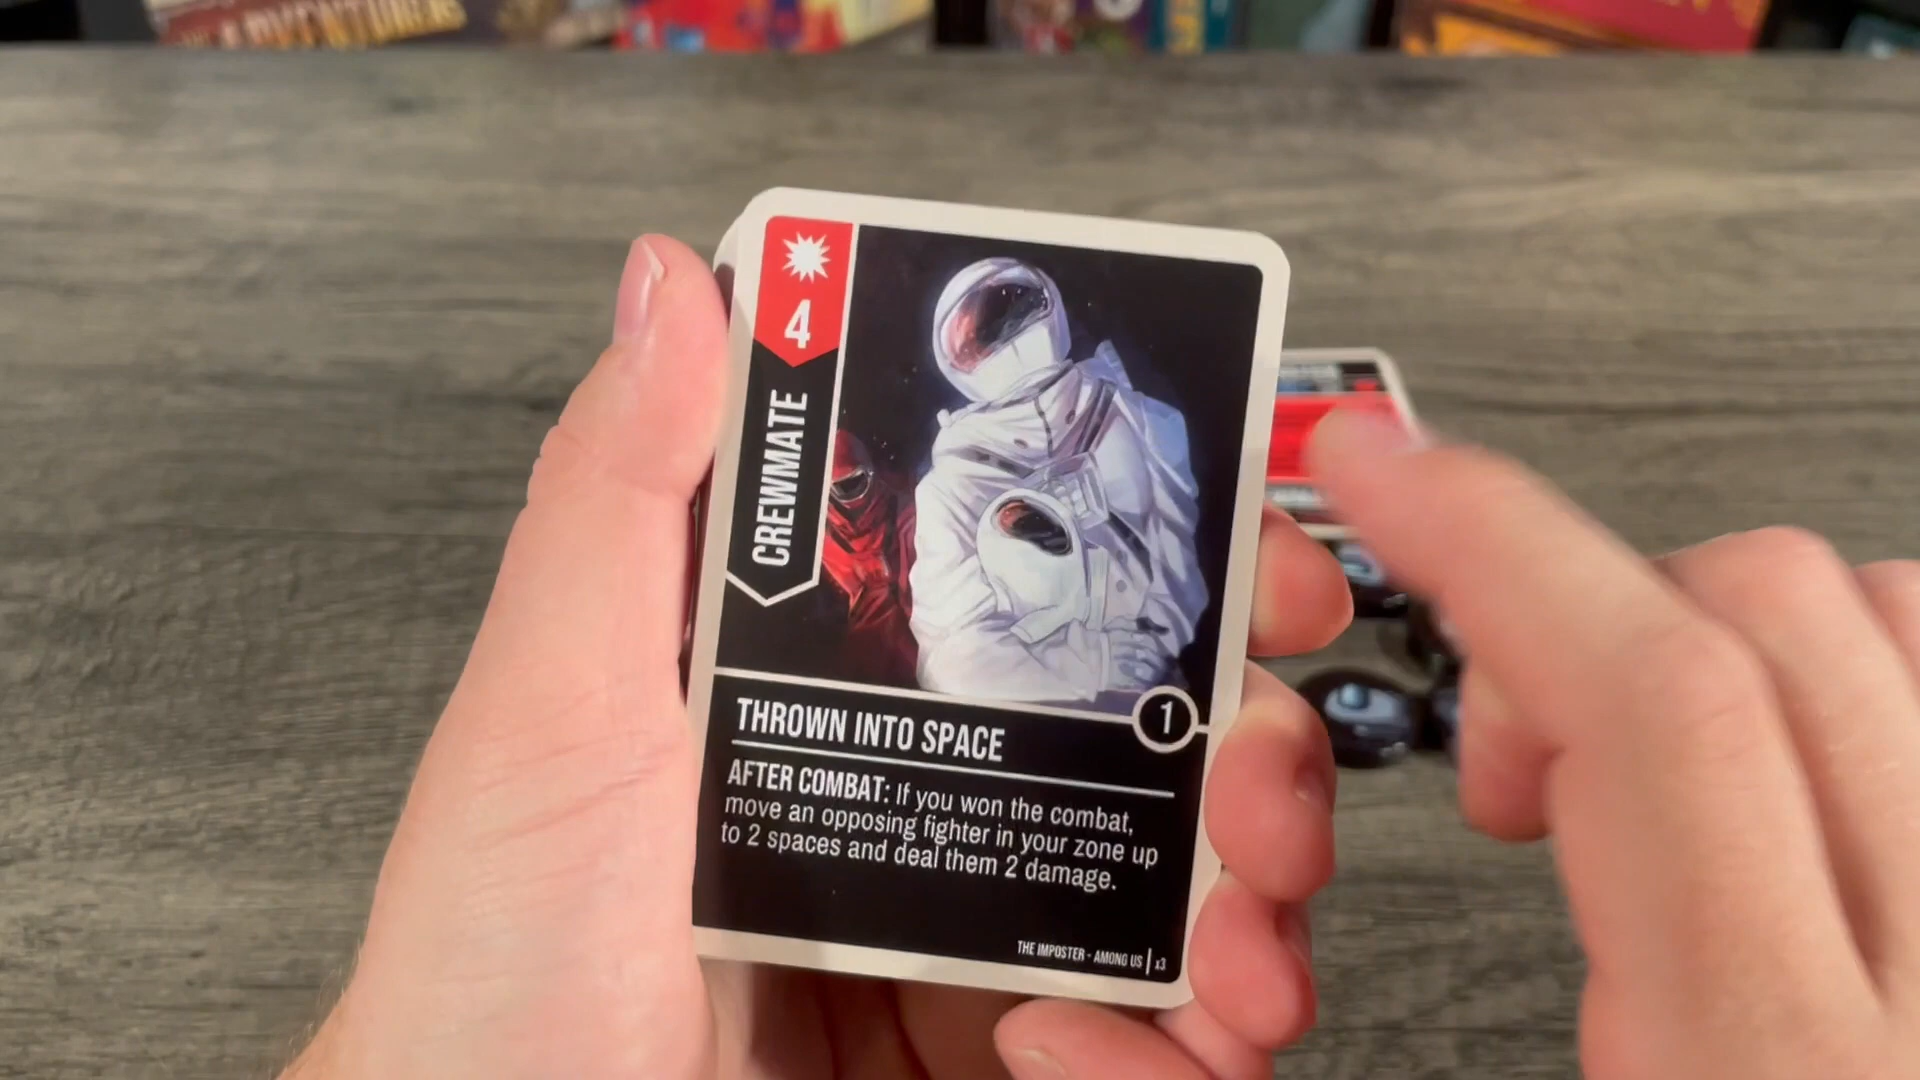 ADVENTURERS
4
CREWMATE
1
THROWN INTO SPACE
AFTER COMBAT: If you won the combat,
move an opposing fighter in your zone up
to 2 spaces and deal them 2 damage.
THE IMPOSTER - AMONG US | x3